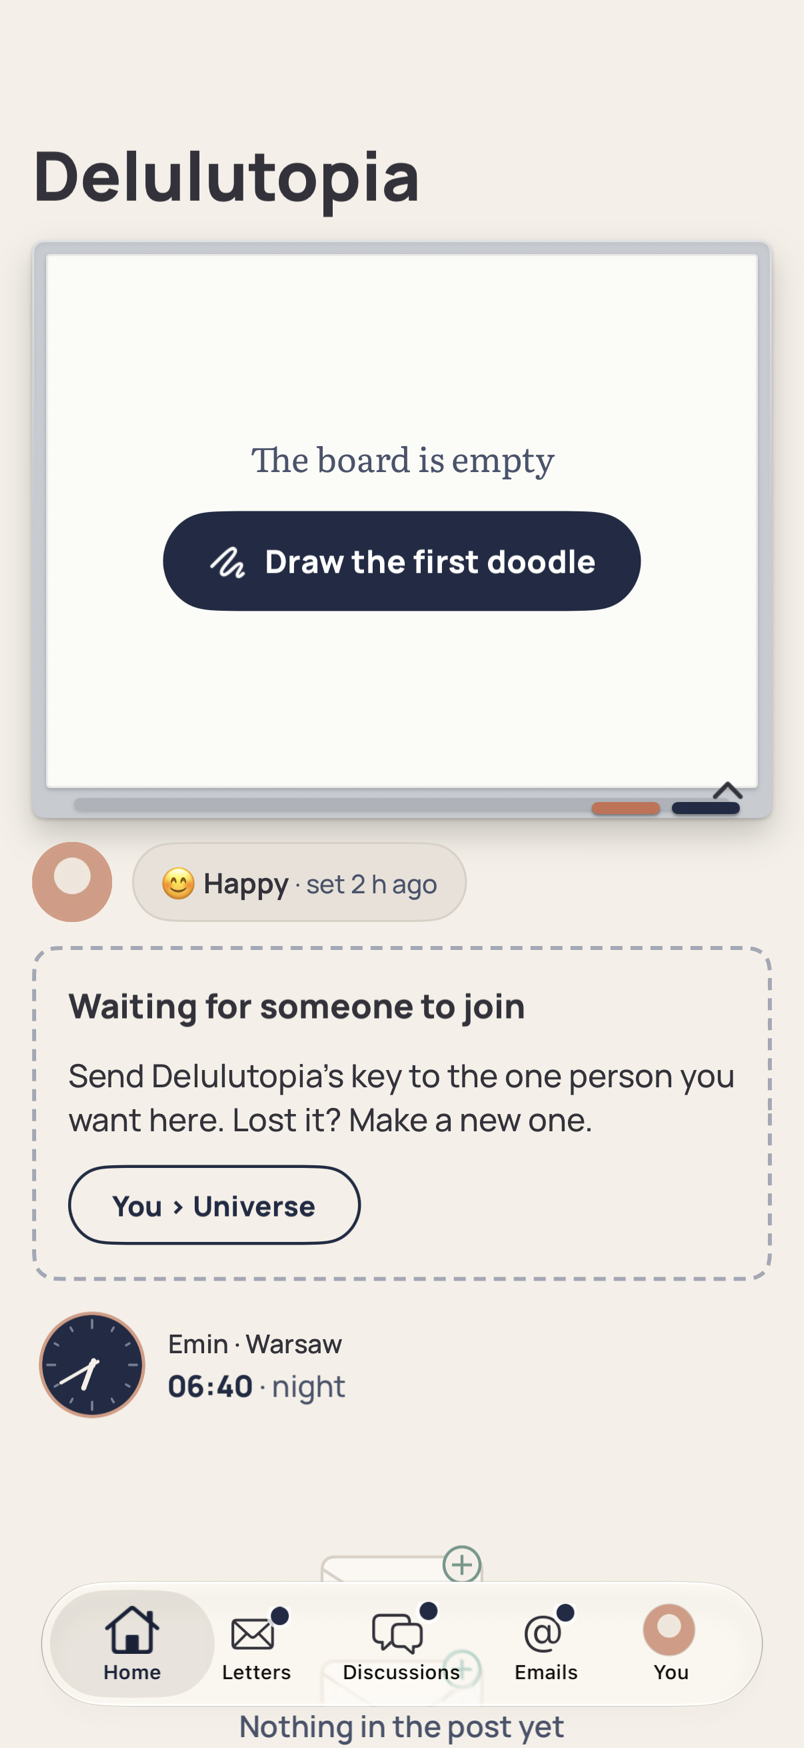 Delulutopia
The board is empty
Draw the first doodle
😊 Happy · set 2 h ago
Waiting for someone to join
Send Delulutopia’s key to the one person you
want here. Lost it? Make a new one.
You › Universe
Emin · Warsaw
06:40 · night
Home
Letters
Discussions
Emails
You
Nothing in the post yet